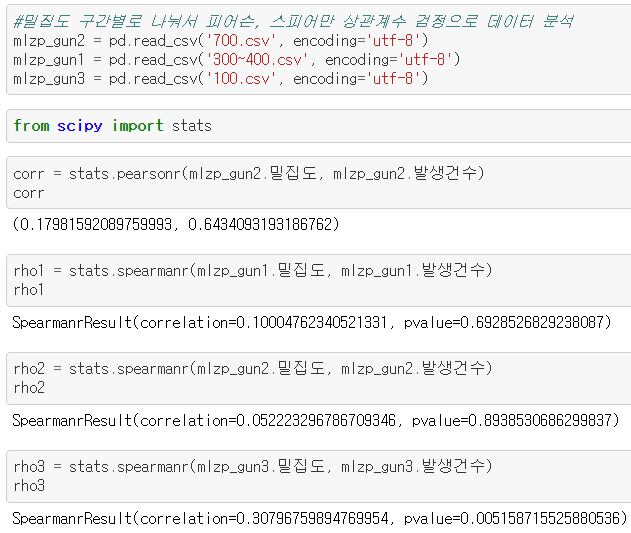 #밀집도 구간별로 나눠서 피어슨, 스피어만 상관계수 검정으로 데이터 분석
mlzp_gun2 = pd.read_csv('700.csv', encoding='utf-8')
mlzp_gun1 = pd.read_csv('300~400.csv', encoding='utf-8')
mlzp_gun3 = pd.read_csv('100.csv', encoding='utf-8')
from scipy import stats
corr = stats.pearsonr(mlzp_gun2.밀집도, mlzp_gun2.발생건수)
corr
(0.17981592089759993, 0.6434093193186762)
rho1 = stats.spearmanr(mlzp_gun1.밀집도, mlzp_gun1.발생건수)
rho1
SpearmanrResult(correlation=0.10004762340521331, pvalue=0.6928526829238087)
rho2 = stats.spearmanr(mlzp_gun2.밀집도, mlzp_gun2.발생건수)
rho2
SpearmanrResult(correlation=0.052223296786709346, pvalue=0.8938530686299837)
rho3 = stats.spearmanr(mlzp_gun3.밀집도, mlzp_gun3.발생건수)
rho3
SpearmanrResult(correlation=0.30796759894769954, pvalue=0.005158715525880536)